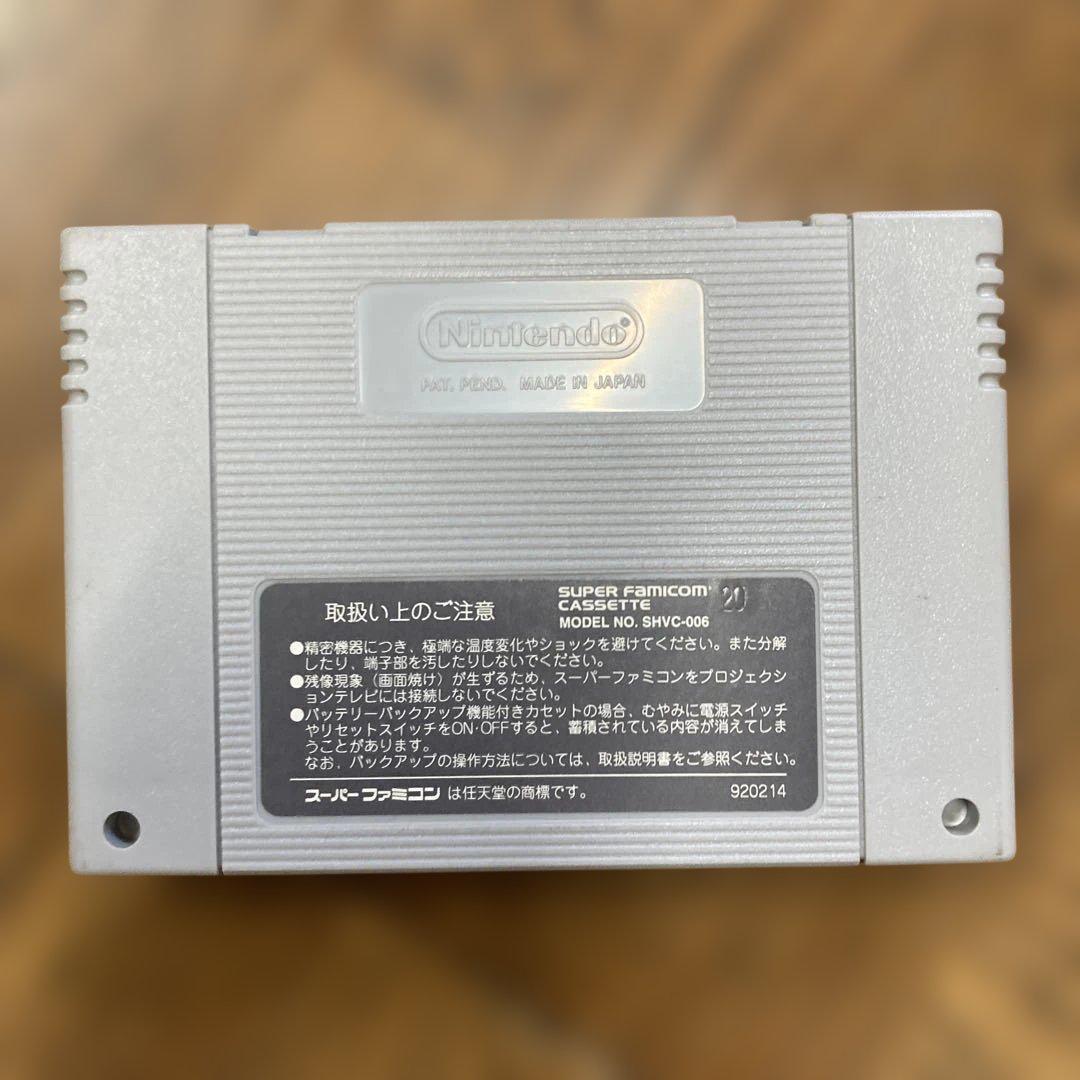 Nintendo®
PAT. PEND. MADE IN JAPAN
取扱い上のご注意
SUPER FAMICOM
CASSETTE
MODEL NO. SHVC-006
20
●精密機器につき、極端な温度変化やショックを避けてください。また分解
したり、端子部を汚したりしないでください。
●残像現象（画面焼け）が生ずるため、スーパーファミコンをプロジェクシ
ョンテレビには接続しないでください。
●バッテリーバックアップ機能付きカセットの場合、むやみに電源スイッチ
やリセットスイッチをON・OFFすると、蓄積されている内容が消えてしま
うことがあります。
なお、バックアップの操作方法については、取扱説明書をご参照ください。
スーパーファミコンは任天堂の商標です。
920214